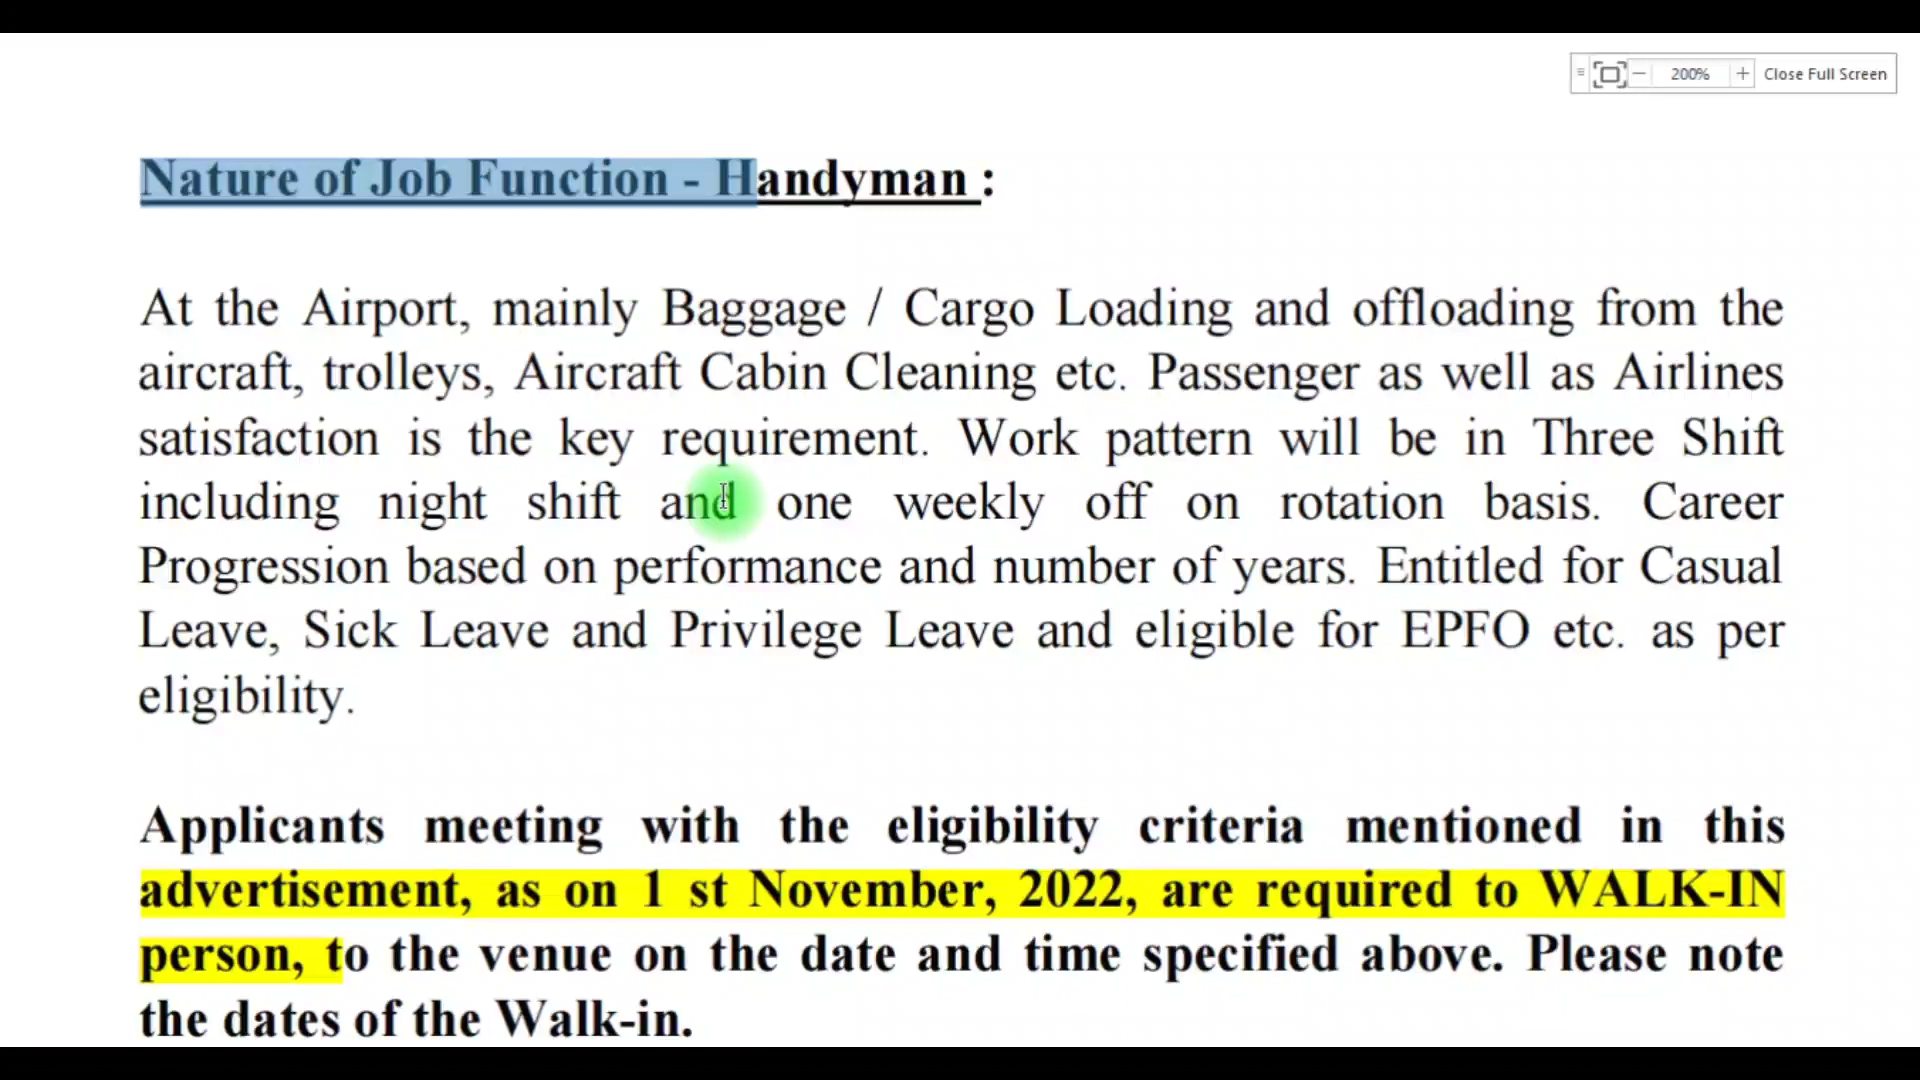 200%
Close Full Screen
Nature of Job Function - Handyman :
At the Airport, mainly Baggage / Cargo Loading and offloading from the
aircraft, trolleys, Aircraft Cabin Cleaning etc. Passenger as well as Airlines
satisfaction is the key requirement. Work pattern will be in Three Shift
including night shift and one weekly off on rotation basis. Career
Progression based on performance and number of years. Entitled for Casual
Leave, Sick Leave and Privilege Leave and eligible for EPFO etc. as per
eligibility.
Applicants meeting with the eligibility criteria mentioned in this
advertisement, as on 1 st November, 2022, are required to WALK-IN
person, to the venue on the date and time specified above. Please note
the dates of the Walk-in.